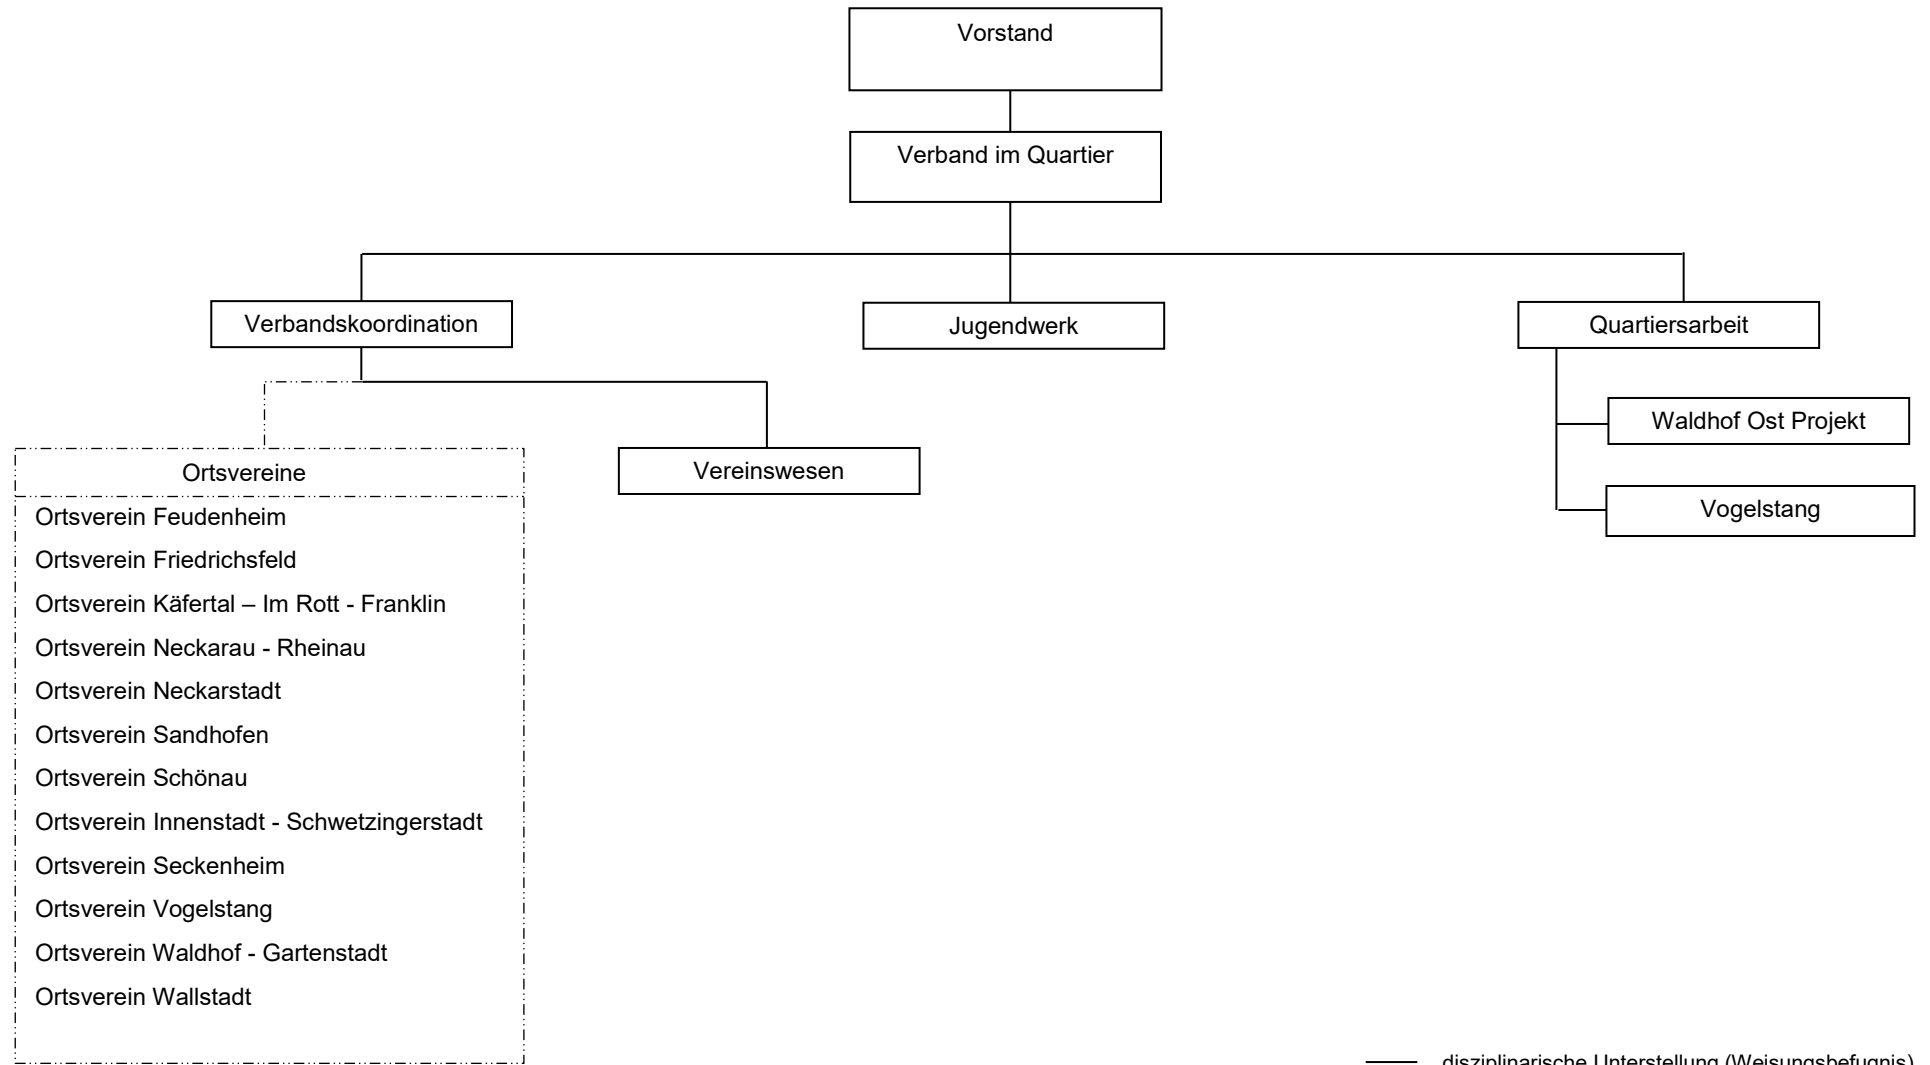 Vorstand
Verband im Quartier
Verbandskoordination
Jugendwerk
Quartiersarbeit
Waldhof Ost Projekt
Vogelstang
Vereinswesen
Ortsvereine
Ortsverein Feudenheim
Ortsverein Friedrichsfeld
Ortsverein Käfertal – Im Rott - Franklin
Ortsverein Neckarau - Rheinau
Ortsverein Neckarstadt
Ortsverein Sandhofen
Ortsverein Schönau
Ortsverein Innenstadt - Schwetzingerstadt
Ortsverein Seckenheim
Ortsverein Vogelstang
Ortsverein Waldhof - Gartenstadt
Ortsverein Wallstadt
disziplinarische Unterstellung (Weisungsbefugnis)